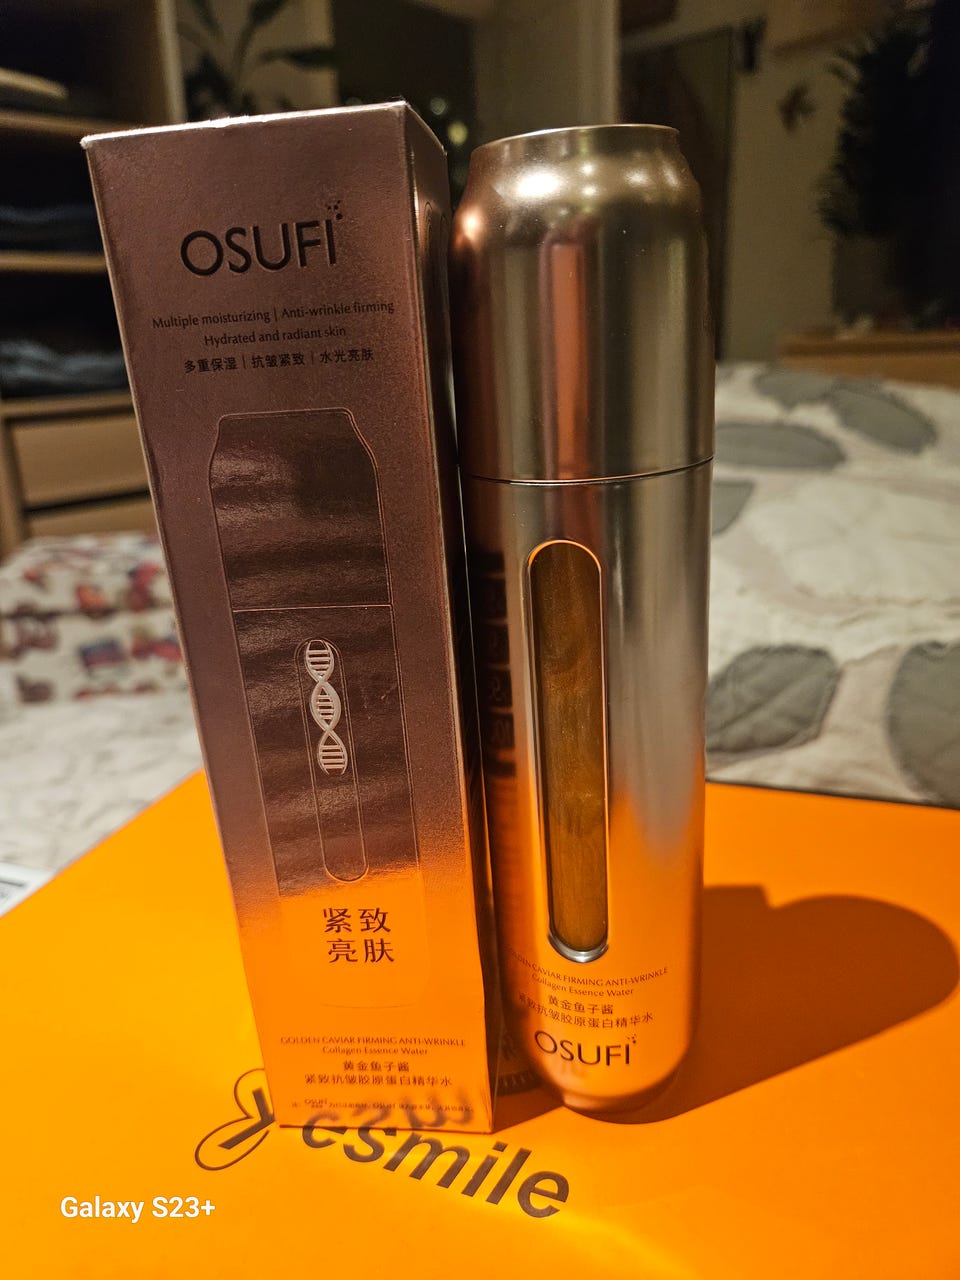 OSUFI
Multiple moisturizing | Anti-wrinkle firming
Hydrated and radiant skin
多重保湿 | 抗皱紧致 | 水光亮肤
紧致
亮肤
GOLDEN CAVIAR FIRMING ANTI-WRINKLE
Collagen Essence Water
黄金鱼子酱
紧致抗皱胶原蛋白精华水
GOLDEN CAVIAR FIRMING ANTI-WRINKLE
Collagen Essence Water
黄金鱼子酱
紧致抗皱胶原蛋白精华水
OSUFI
Yesmile
Galaxy S23+